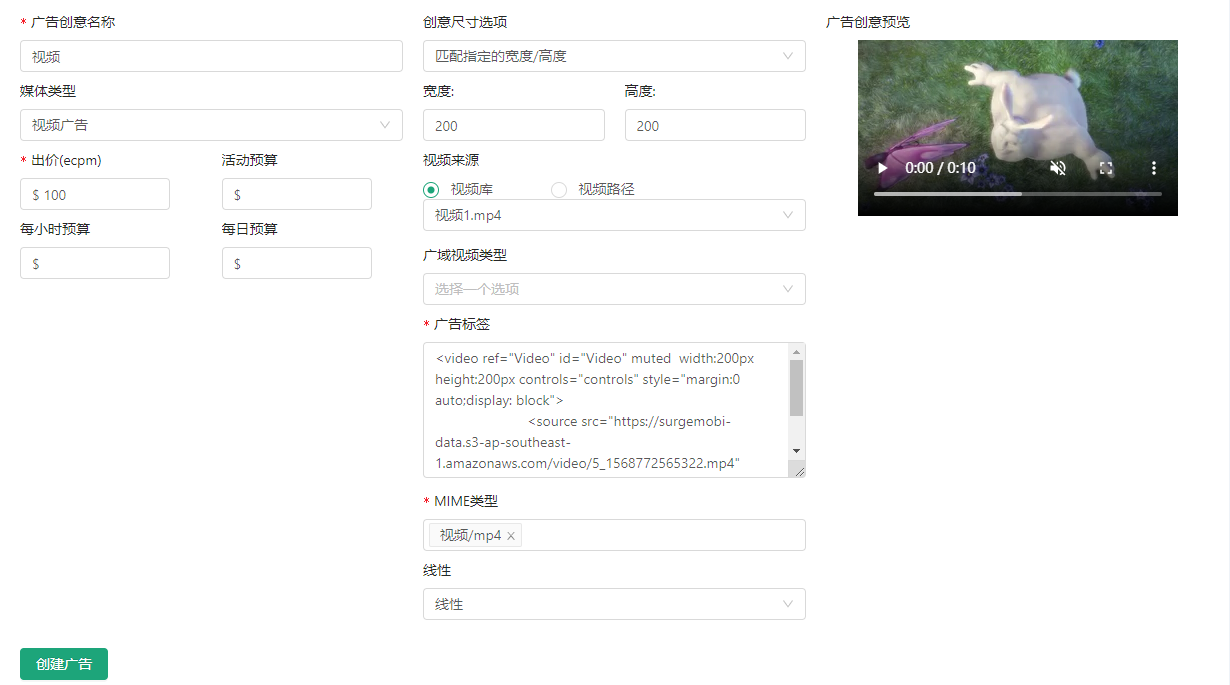 * 广告创意名称
视频
媒体类型
视频广告
* 出价(ecpm)
活动预算
$ 100
$
每小时预算
每日预算
$
$
创意尺寸选项
匹配指定的宽度/高度
宽度:
高度:
200
200
视频来源
视频库
视频路径
视频1.mp4
广域视频类型
选择一个选项
* 广告标签
<video ref="Video" id="Video" muted  width:200px
height:200px controls="controls" style="margin:0
auto;display: block">
<source src="https://surgemobi-
data.s3-ap-southeast-
1.amazonaws.com/video/5_1568772565322.mp4"
* MIME类型
视频/mp4 ×
线性
线性
广告创意预览
0:00 / 0:10
创建广告